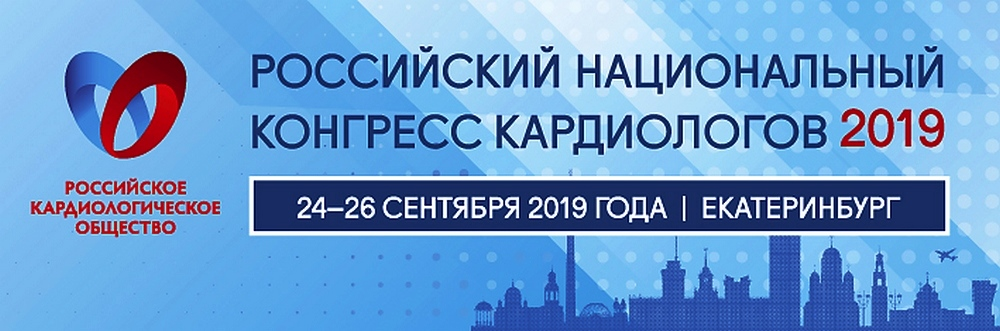 РОССИЙСКИЙ НАЦИОНАЛЬНЫЙ
КОНГРЕСС КАРДИОЛОГОВ 2019
РОССИЙСКОЕ
КАРДИОЛОГИЧЕСКОЕ
ОБЩЕСТВО
24–26 СЕНТЯБРЯ 2019 ГОДА | ЕКАТЕРИНБУРГ